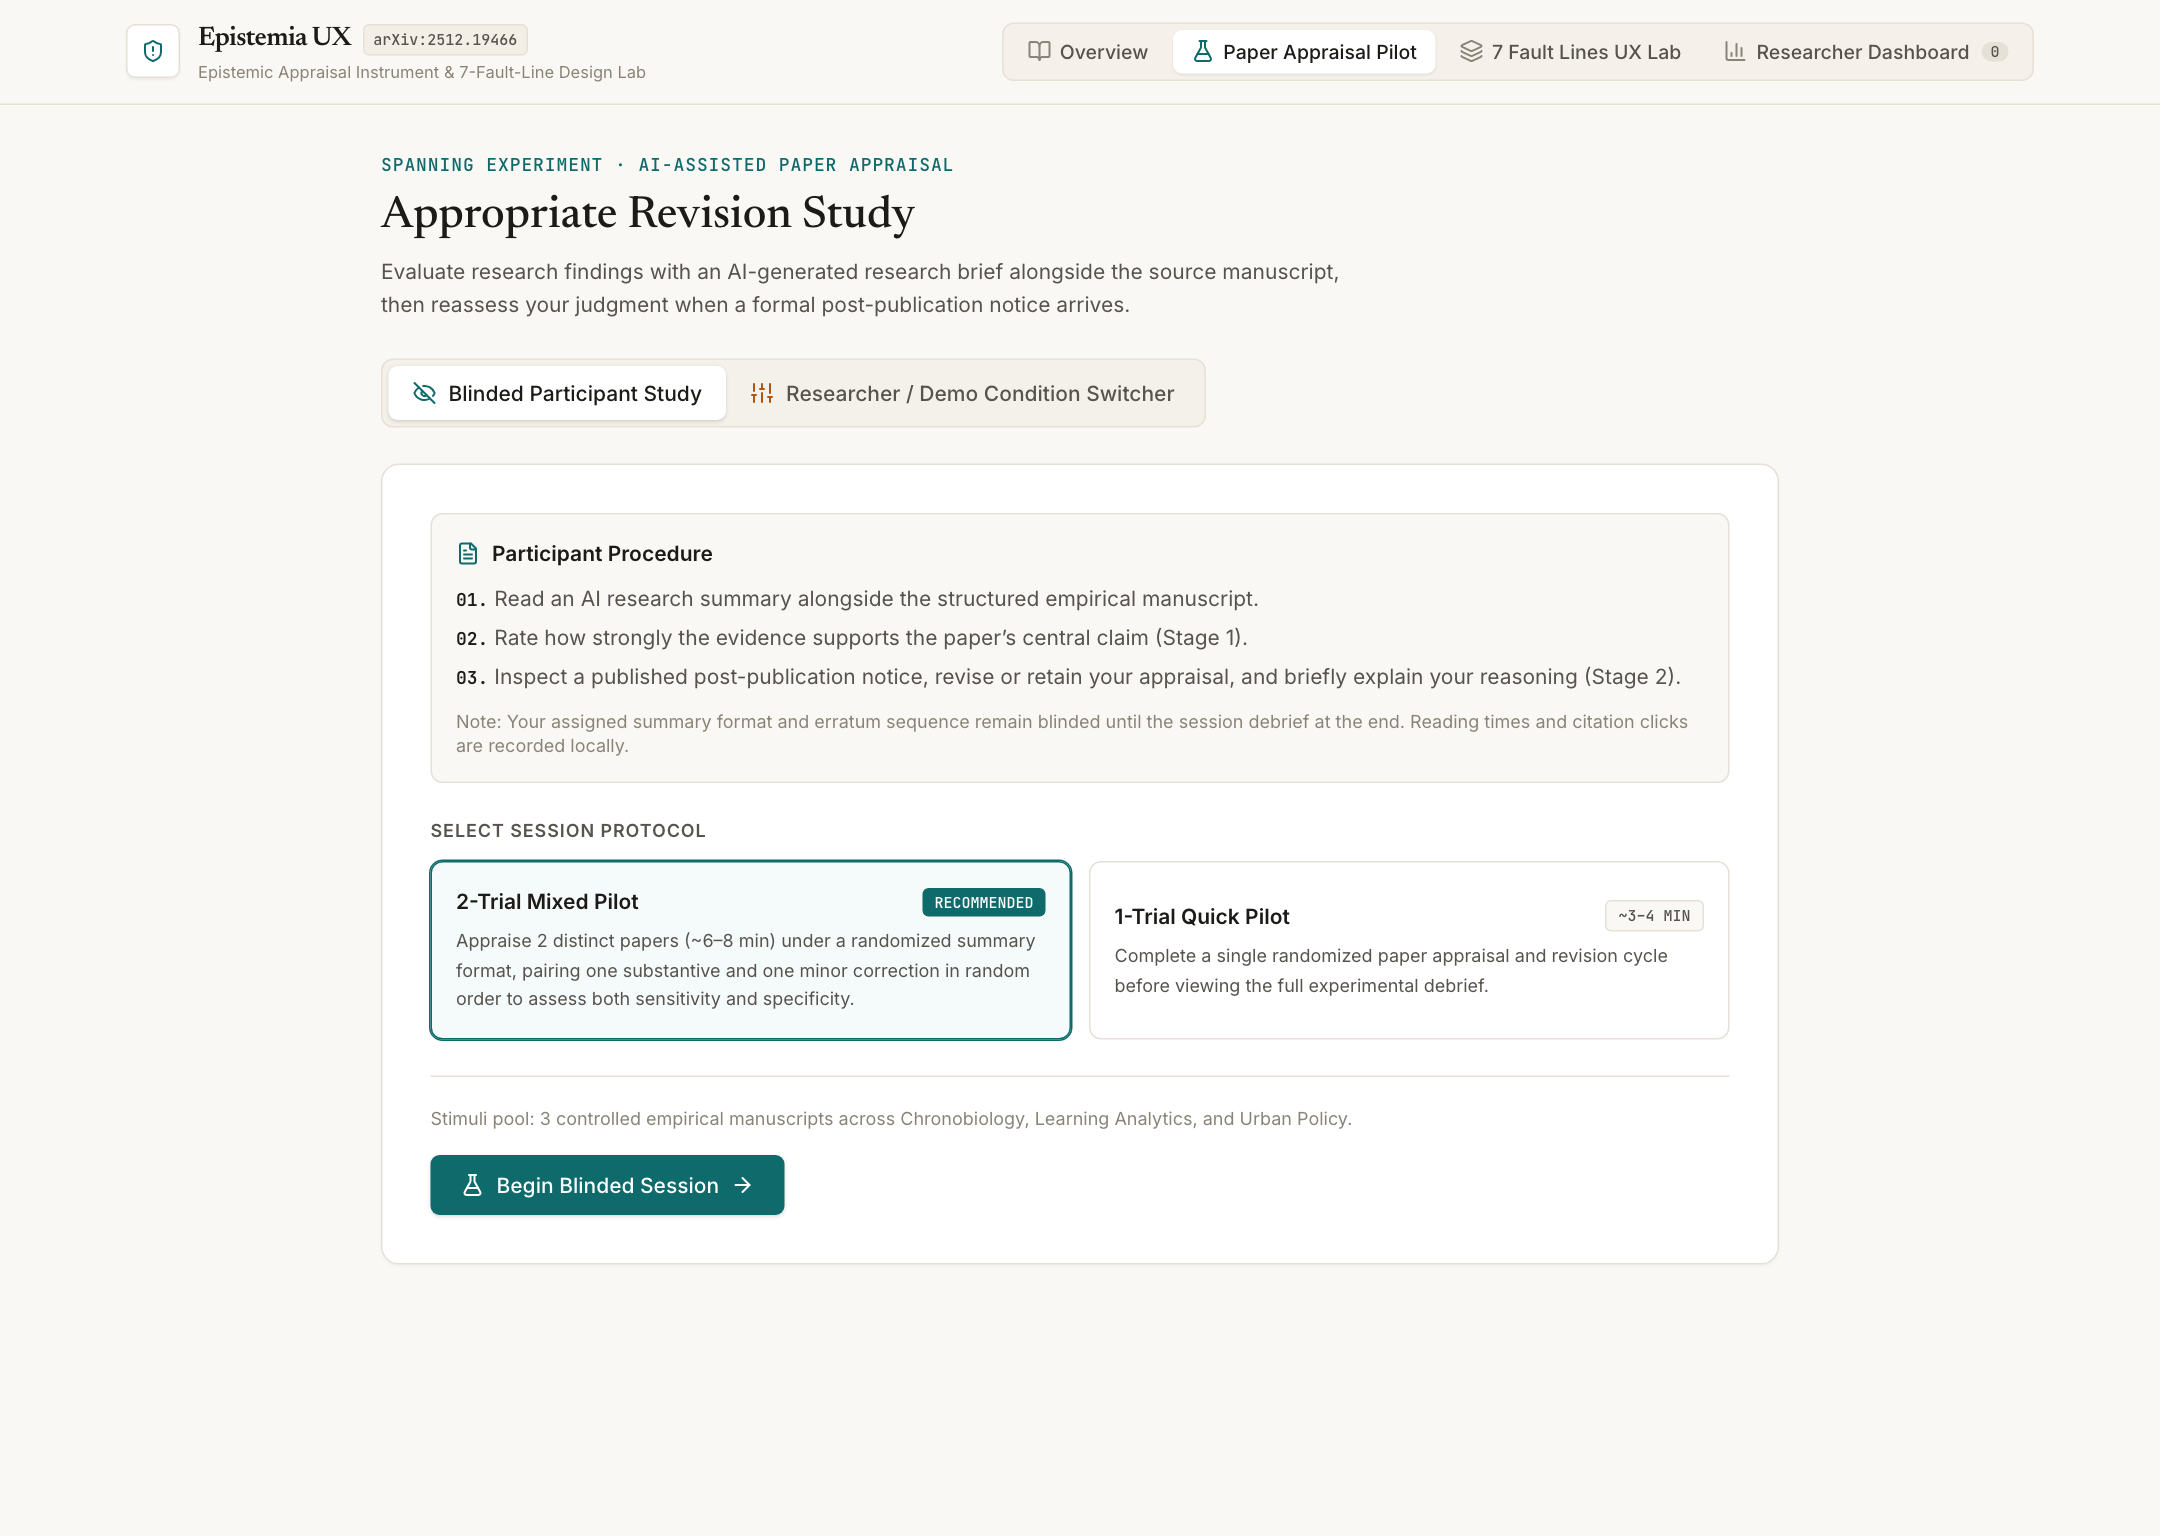 Epistemia UX
arXiv:2512.19466
Epistemic Appraisal Instrument & 7-Fault-Line Design Lab
Overview
Paper Appraisal Pilot
7 Fault Lines UX Lab
Researcher Dashboard 0
SPANNING EXPERIMENT · AI-ASSISTED PAPER APPRAISAL
Appropriate Revision Study
Evaluate research findings with an AI-generated research brief alongside the source manuscript,
then reassess your judgment when a formal post-publication notice arrives.
Blinded Participant Study
Researcher / Demo Condition Switcher
Participant Procedure
01. Read an AI research summary alongside the structured empirical manuscript.
02. Rate how strongly the evidence supports the paper’s central claim (Stage 1).
03. Inspect a published post-publication notice, revise or retain your appraisal, and briefly explain your reasoning (Stage 2).
Note: Your assigned summary format and erratum sequence remain blinded until the session debrief at the end. Reading times and citation clicks
are recorded locally.
SELECT SESSION PROTOCOL
2-Trial Mixed Pilot
RECOMMENDED
Appraise 2 distinct papers (~6–8 min) under a randomized summary
format, pairing one substantive and one minor correction in random
order to assess both sensitivity and specificity.
1-Trial Quick Pilot
~3–4 MIN
Complete a single randomized paper appraisal and revision cycle
before viewing the full experimental debrief.
Stimuli pool: 3 controlled empirical manuscripts across Chronobiology, Learning Analytics, and Urban Policy.
Begin Blinded Session →